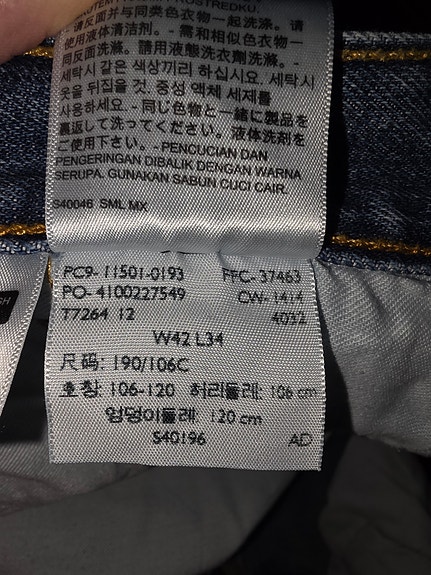 请反面并与同类色衣物一起洗涤。请
使用液体清洁剂。- 需和相似色衣物一
同反面洗滌。請用液態洗衣劑洗滌。-
세탁시 같은 색상끼리 하십시요. 세탁시
옷을 뒤집을 것. 중성 액체 세제를
사용하세요. - 同じ色物と一緒に製品を
裏返して洗ってください。液体洗剤をご
使用下さい。- PENCUCIAN DAN
PENGERINGAN DIBALIK DENGAN WARNA
SERUPA. GUNAKAN SABUN CUCI CAIR.
S40046 SML MX
PC9- 11501-0193 FFC- 37463
PO- 4100227549 CW- 1414
T7264 12 4032
W42 L34
尺码: 190/106C
호칭: 106-120 허리둘레: 106 cm
엉덩이둘레: 120 cm
S40196 AD